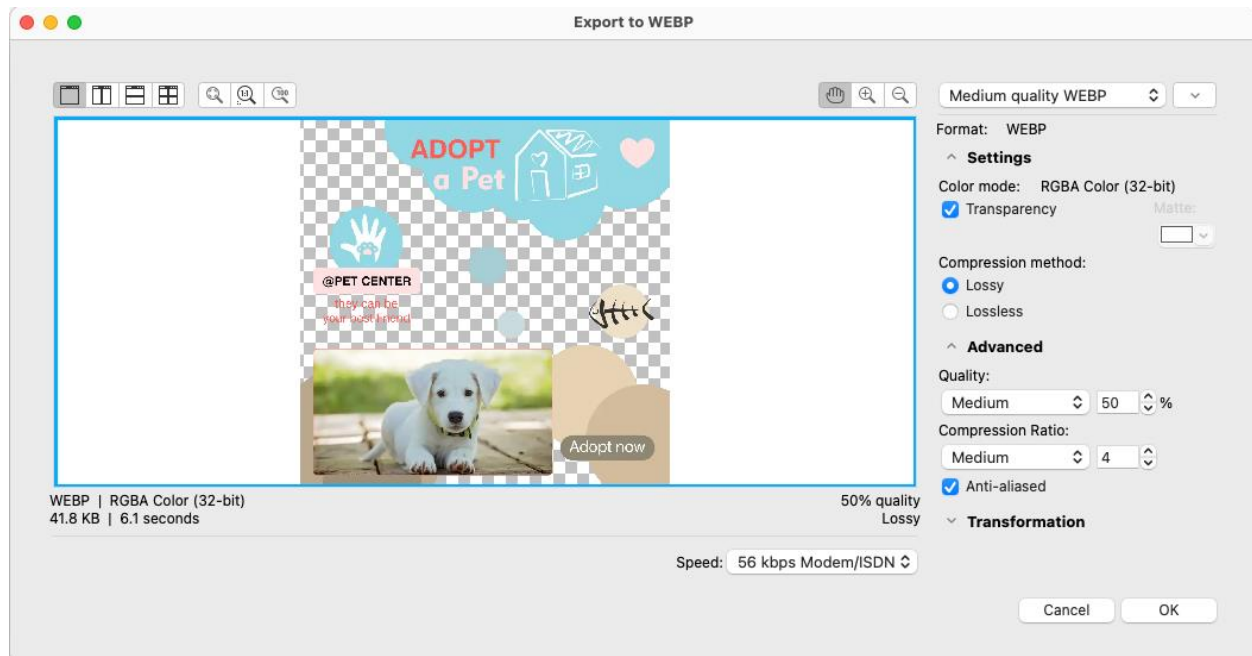 Export to WEBP
Medium quality WEBP
Format: WEBP
Settings
Color mode: RGBA Color (32-bit)
Transparency
Matte:
Compression method:
Lossy
Lossless
Advanced
Quality:
Medium 50 %
Compression Ratio:
Medium 4
Anti-aliased
Transformation
1:1
100
ADOPT
a Pet
@PET CENTER
they can be
your best friend
Adopt now
WEBP | RGBA Color (32-bit)
41.8 KB | 6.1 seconds
50% quality
Lossy
Speed: 56 kbps Modem/ISDN
Cancel
OK